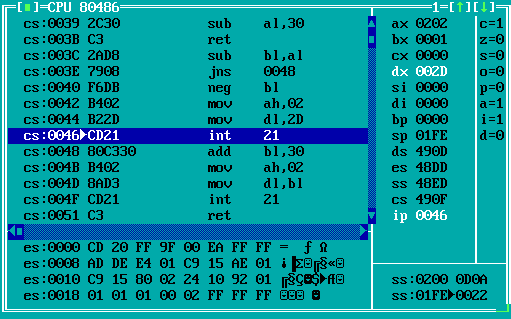 [■]=CPU 80486 1=[↑][↓]
cs:0039 2C30 sub al,30 ax 0202 c=1
cs:003B C3 ret bx 0001 z=0
cs:003C 2AD8 sub bl,al cx 0000 s=0
cs:003E 7908 jns 0048 dx 002D o=0
cs:0040 F6DB neg bl si 0000 p=0
cs:0042 B402 mov ah,02 di 0000 a=1
cs:0044 B22D mov dl,2D bp 0000 i=1
cs:0046►CD21 int 21 sp 01FE d=0
cs:0048 80C330 add bl,30 ds 490D
cs:004B B402 mov ah,02 es 48DD
cs:004D 8AD3 mov dl,bl ss 48ED
cs:004F CD21 int 21 cs 490F
cs:0051 C3 ret ip 0046
es:0000 CD 20 FF 9F 00 EA FF FF = ƒ Ω
es:0008 AD DE E4 01 C9 15 AE 01 ¡▐Σ☺╔§«☺
es:0010 C9 15 80 02 24 10 92 01 ╔§Ç☻$►Æ☺ ss:0200 0D0A
es:0018 01 01 01 00 02 FF FF FF ☺☺☺ ☻ ss:01FE►0022